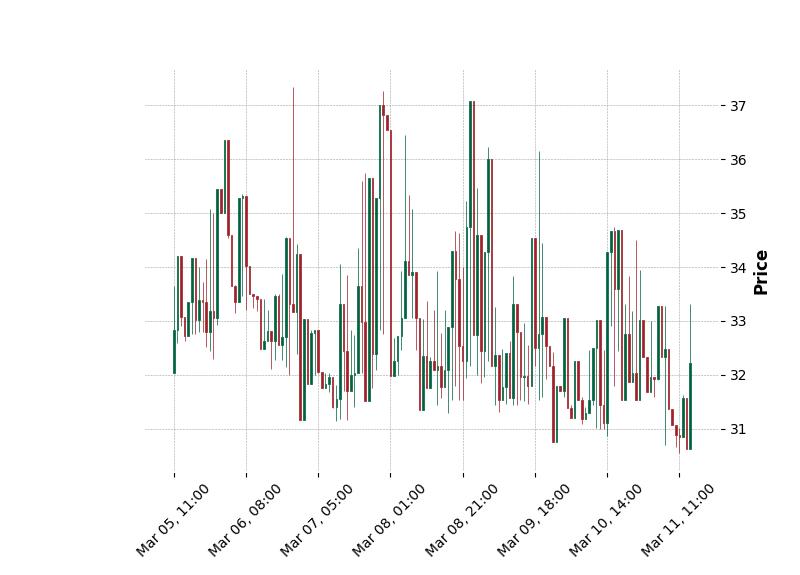 37
36
35
34
33
32
31
Price
Mar 05, 11:00
Mar 06, 08:00
Mar 07, 05:00
Mar 08, 01:00
Mar 08, 21:00
Mar 09, 18:00
Mar 10, 14:00
Mar 11, 11:00